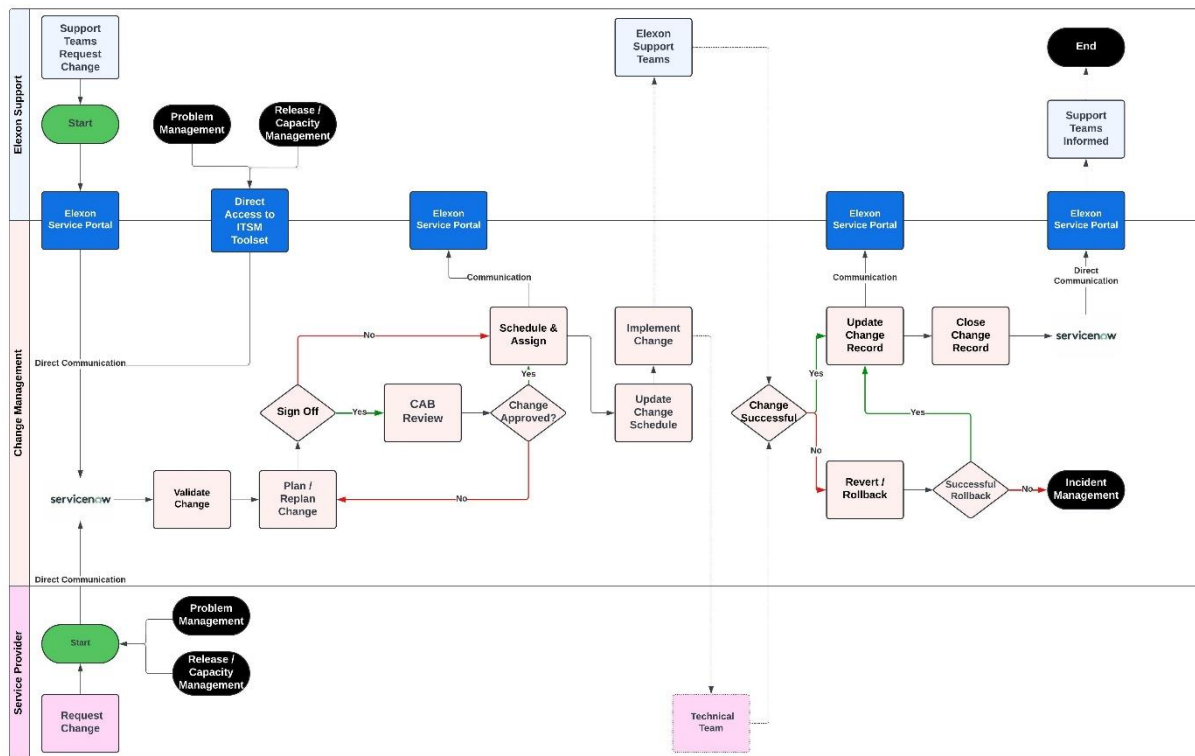 Elexon Support
Support
Teams
Request
Change
Start
Problem
Management
Release /
Capacity
Management
Elexon
Support
Teams
End
Support
Teams
Informed
Elexon
Service Portal
Direct
Access to
ITSM
Toolset
Elexon
Service Portal
Elexon
Service Portal
Elexon
Service Portal
Change Management
Communication
Communication
Direct
Communication
No
Schedule &
Assign
Implement
Change
Update
Change
Record
Close
Change
Record
servicenow
Direct Communication
Yes
Yes
Sign Off
Yes
CAB
Review
Change
Approved?
Update
Change
Schedule
Change
Successful
Yes
No
servicenow
Validate
Change
Plan /
Replan
Change
No
Revert /
Rollback
Successful
Rollback
No
Incident
Management
Direct Communication
Service Provider
Problem
Management
Start
Release /
Capacity
Management
Request
Change
Technical
Team